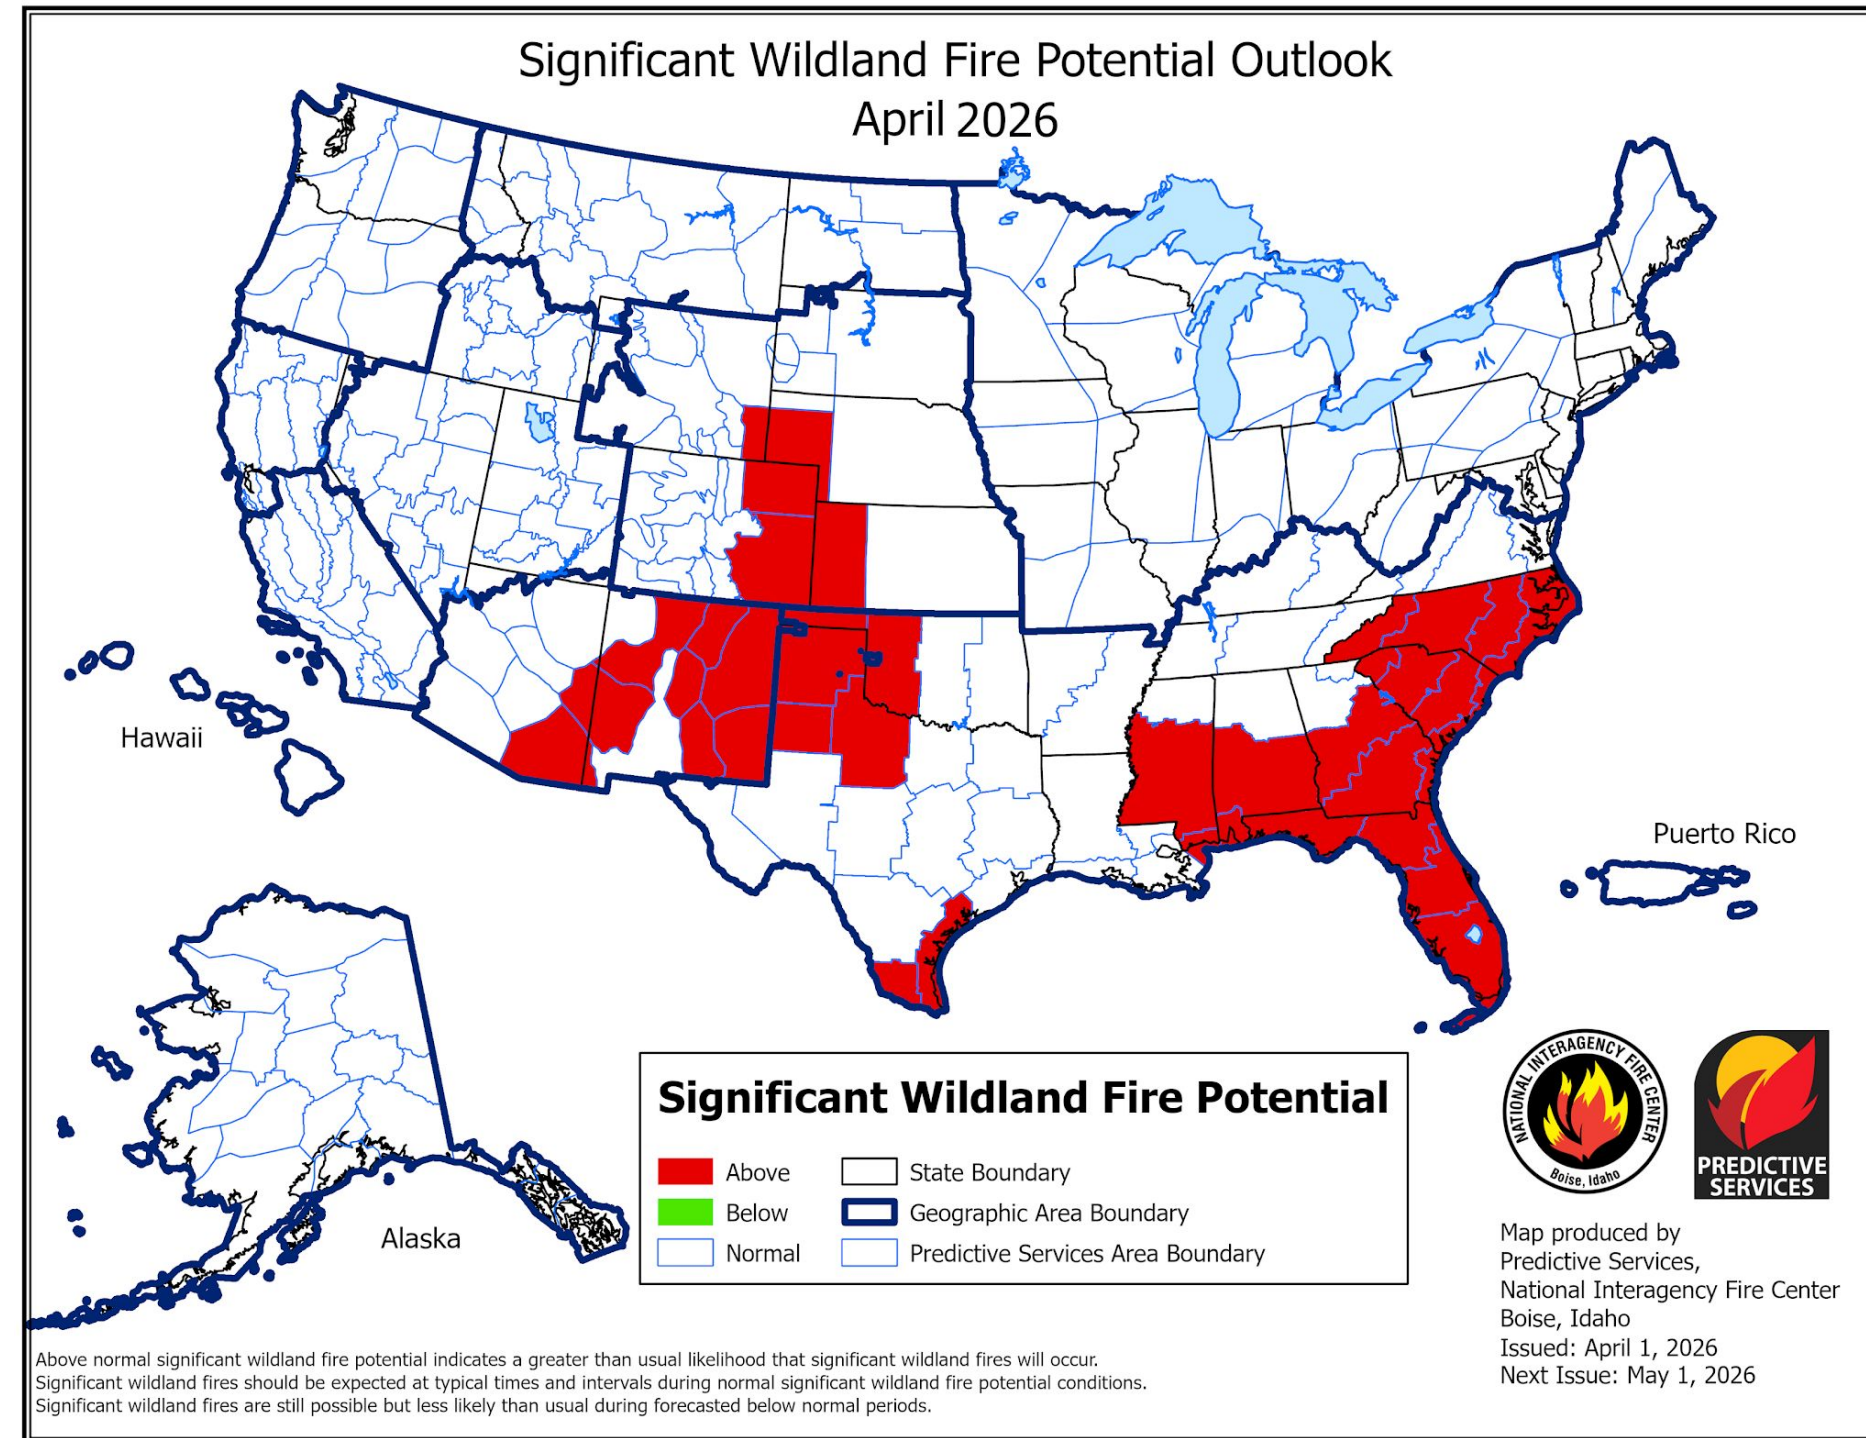 Significant Wildland Fire Potential Outlook
April 2026
Hawaii
Puerto Rico
Alaska
Significant Wildland Fire Potential
Above
Below
Normal
State Boundary
Geographic Area Boundary
Predictive Services Area Boundary
NATIONAL INTERAGENCY FIRE CENTER
Boise, Idaho
PREDICTIVE
SERVICES
Map produced by
Predictive Services,
National Interagency Fire Center
Boise, Idaho
Issued: April 1, 2026
Next Issue: May 1, 2026
Above normal significant wildland fire potential indicates a greater than usual likelihood that significant wildland fires will occur.
Significant wildland fires should be expected at typical times and intervals during normal significant wildland fire potential conditions.
Significant wildland fires are still possible but less likely than usual during forecasted below normal periods.